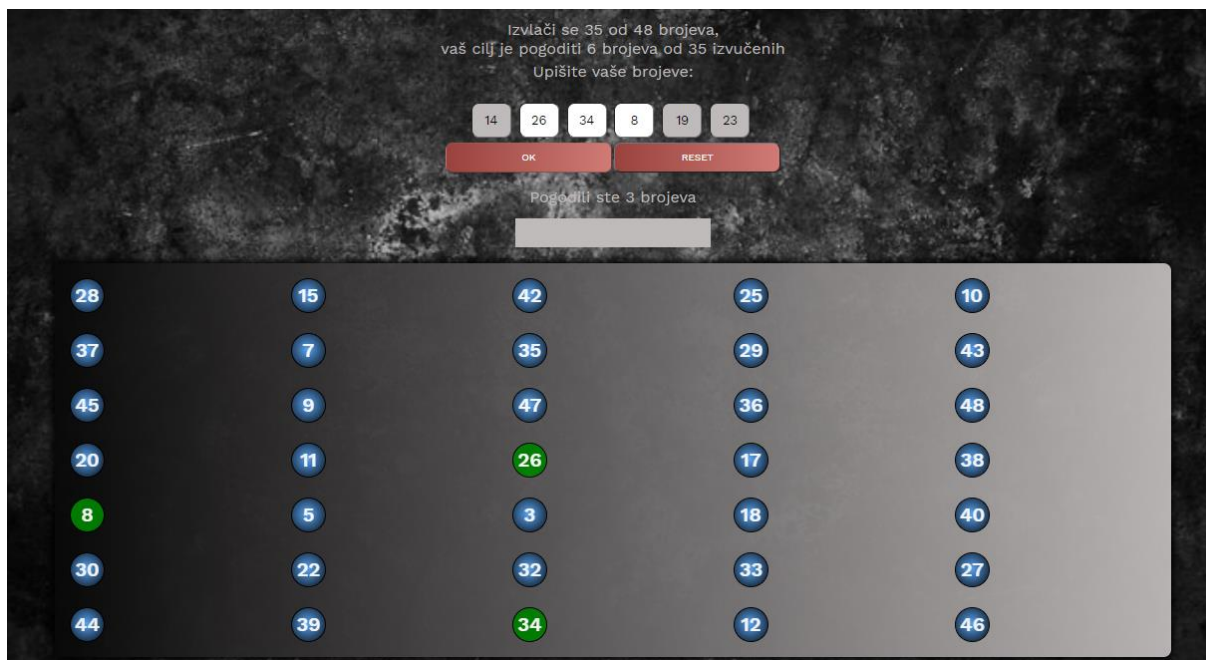 Izvlači se 35 od 48 brojeva,
vaš cilj je pogoditi 6 brojeva od 35 izvučenih
Upišite vaše brojeve:
14 26 34 8 19 23
OK RESET
Pogodili ste 3 brojeva
28 15 42 25 10
37 7 35 29 43
45 9 47 36 48
20 11 26 17 38
8 5 3 18 40
30 22 32 33 27
44 39 34 12 46